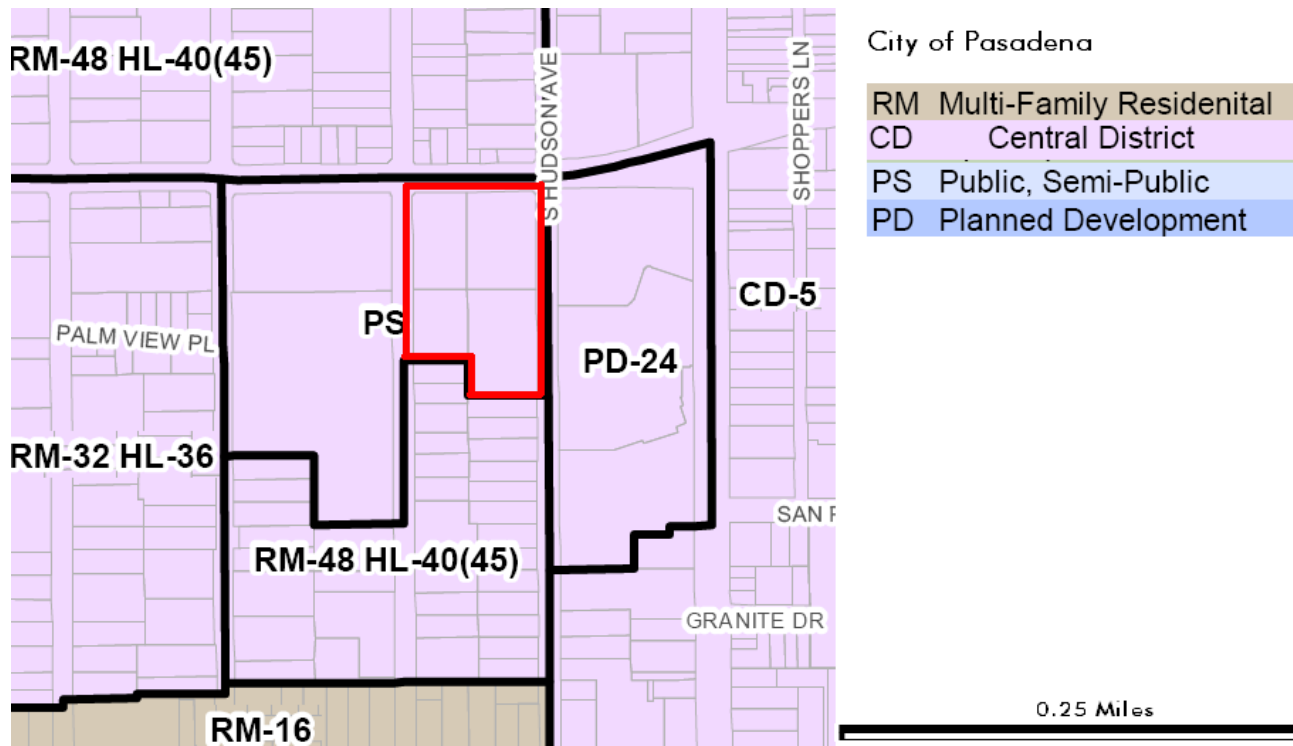 RM-48 HL-40(45)
S HUDSON AVE
SHOPPERS LN
CD-5
PS
PALM VIEW PL
PD-24
RM-32 HL-36
RM-48 HL-40(45)
GRANITE DR
RM-16
City of Pasadena
RM Multi-Family Residenital
CD Central District
PS Public, Semi-Public
PD Planned Development
0.25 Miles